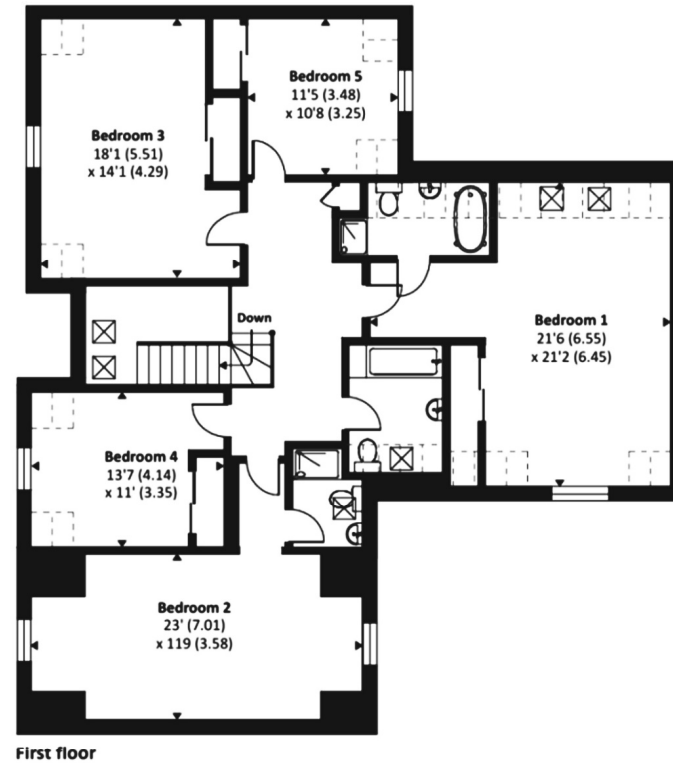 Bedroom 5
11'5 (3.48)
x 10'8 (3.25)
Bedroom 3
18'1 (5.51)
x 14'1 (4.29)
Down
Bedroom 1
21'6 (6.55)
x 21'2 (6.45)
Bedroom 4
13'7 (4.14)
x 11' (3.35)
Bedroom 2
23' (7.01)
x 119 (3.58)
First floor